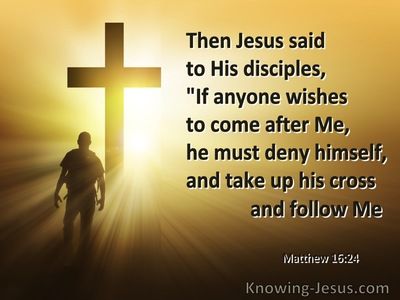 Then Jesus said
to His disciples,
"If anyone wishes
to come after Me,
he must deny himself,
and take up his cross
and follow Me
Matthew 16:24
Knowing-Jesus.com